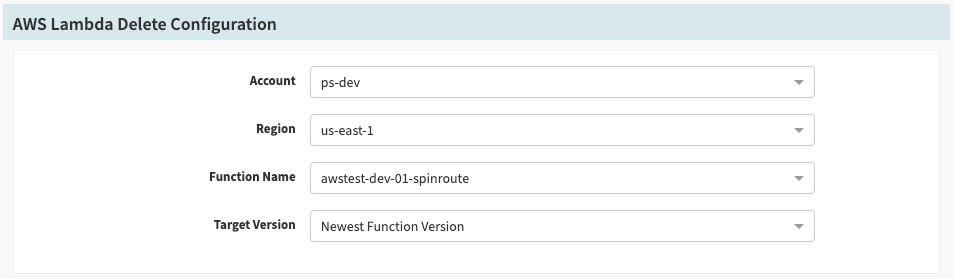 AWS Lambda Delete Configuration
Account ps-dev
Region us-east-1
Function Name awstest-dev-01-spinroute
Target Version Newest Function Version